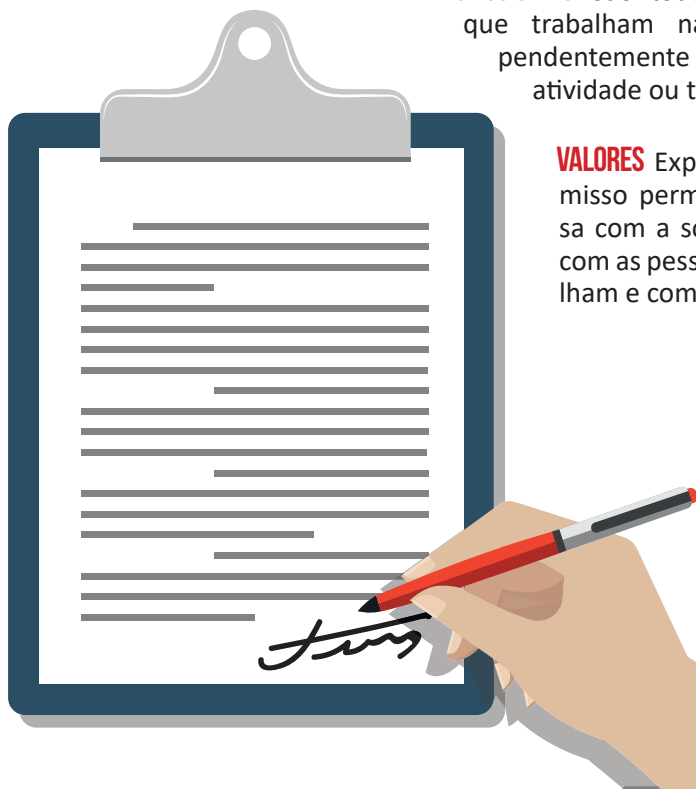 que trabalham na
pendentemente
atividade ou t
VALORES Exp
misso perm
sa com a so
com as pess
lham e com